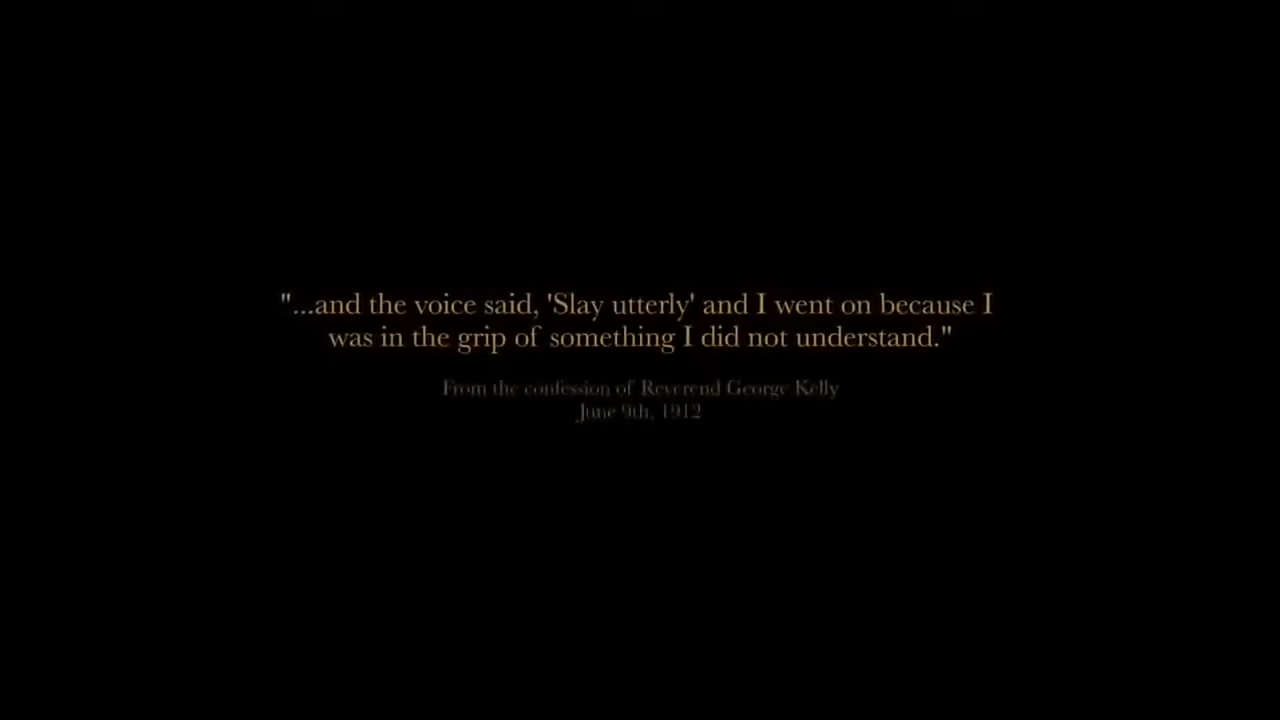 "...and the voice said, 'Slay utterly' and I went on because I
was in the grip of something I did not understand."
From the confession of Reverend George Kelly
June 9th, 1912